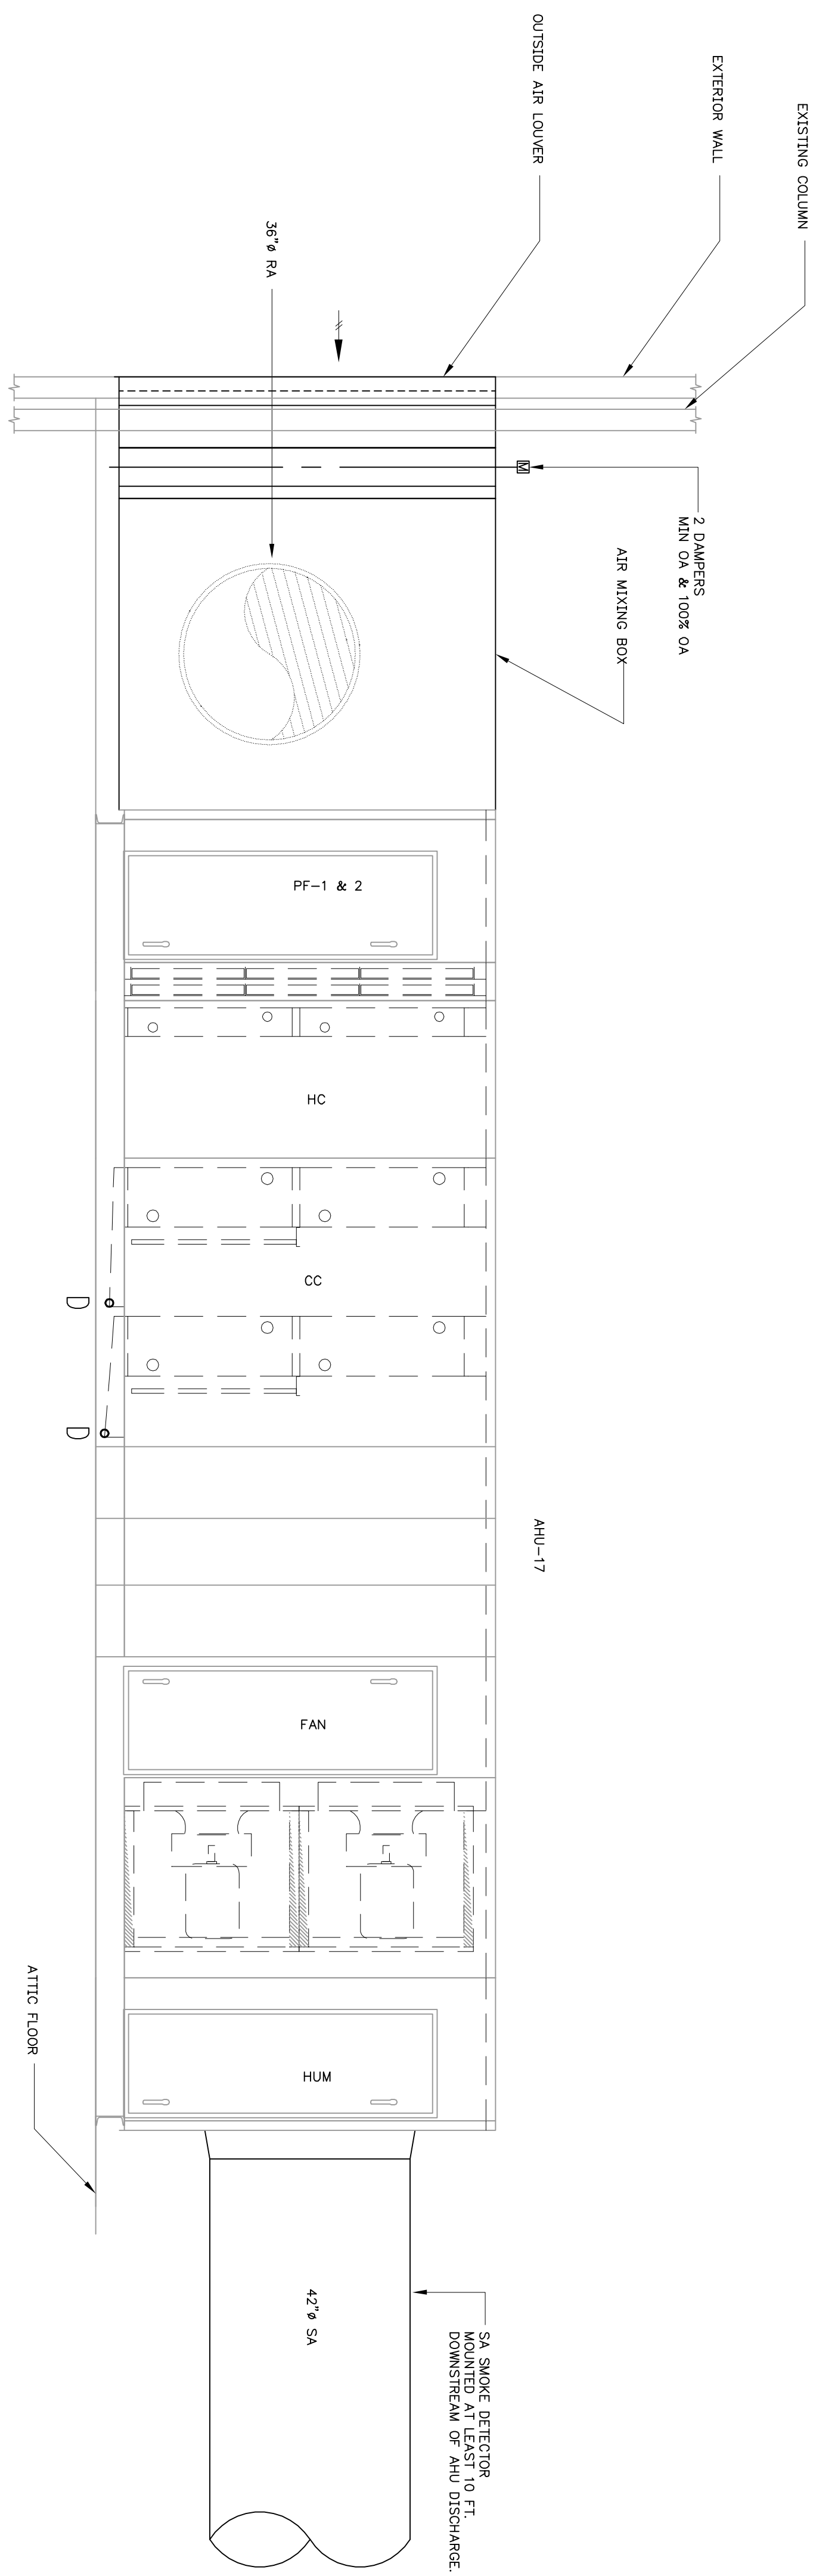 EXISTING COLUMN
EXTERIOR WALL
OUTSIDE AIR LOUVER
36"ø RA
M
2 DAMPERS
MIN OA & 100% OA
AIR MIXING BOX
PF-1 & 2
HC
CC
D
D
AHU-17
FAN
HUM
ATTIC FLOOR
42"ø SA
SA SMOKE DETECTOR
MOUNTED AT LEAST 10 FT.
DOWNSTREAM OF AHU DISCHARGE.